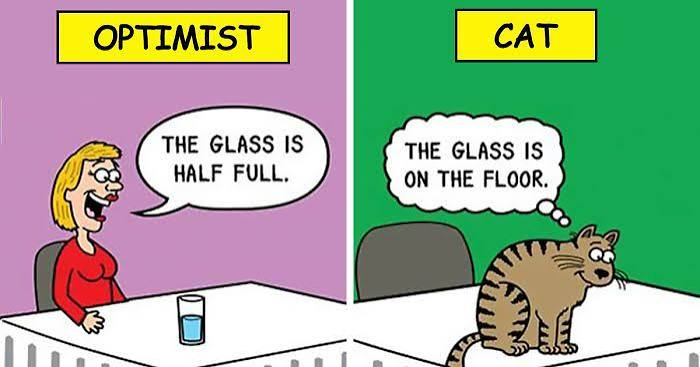 OPTIMIST
THE GLASS IS
HALF FULL.
CAT
THE GLASS IS
ON THE FLOOR.